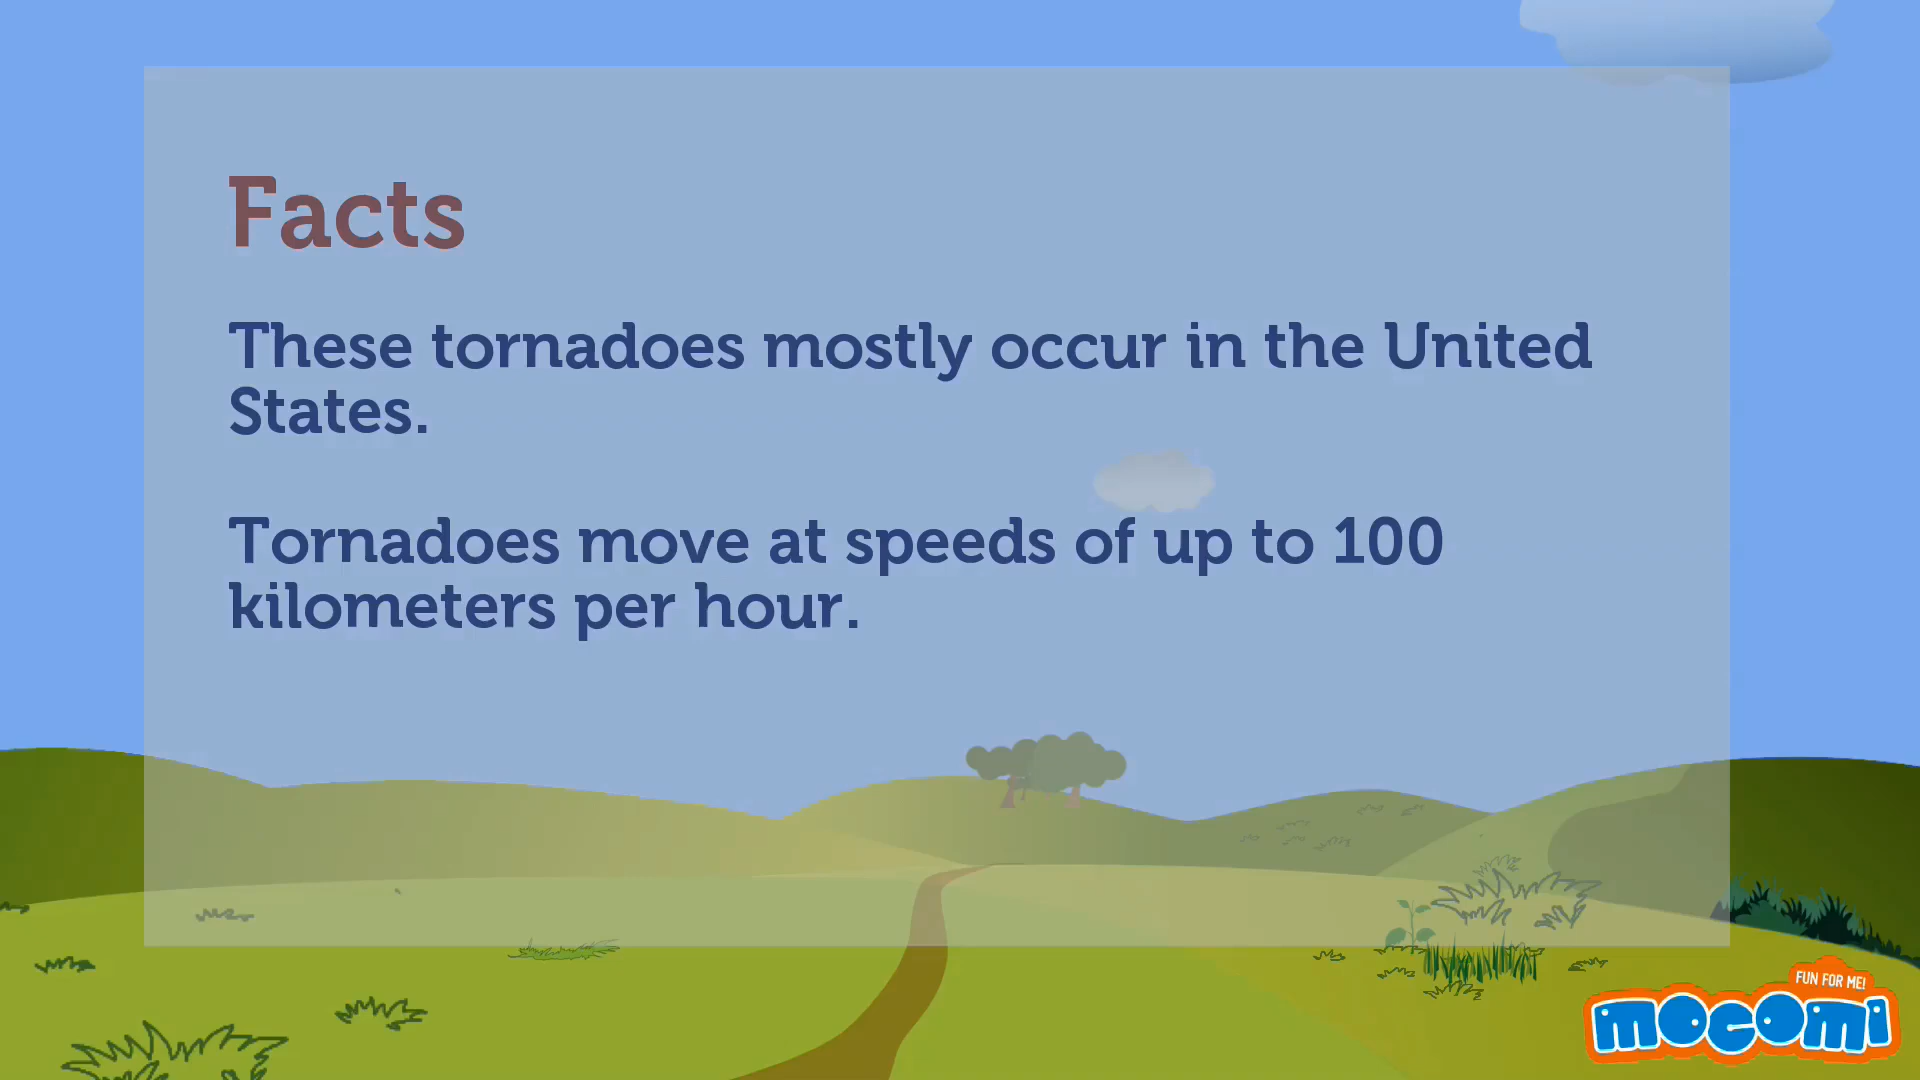 Facts
These tornadoes mostly occur in the United
States.
Tornadoes move at speeds of up to 100
kilometers per hour.
FUN FOR ME!
mocomi